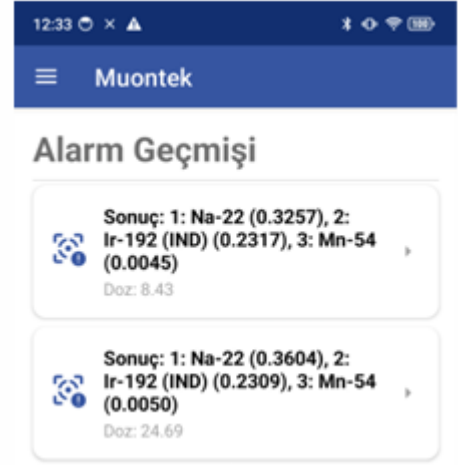 12:33
100
Muontek
Alarm Geçmişi
Sonuç: 1: Na-22 (0.3257), 2:
Ir-192 (IND) (0.2317), 3: Mn-54
(0.0045)
Doz: 8.43
Sonuç: 1: Na-22 (0.3604), 2:
Ir-192 (IND) (0.2309), 3: Mn-54
(0.0050)
Doz: 24.69